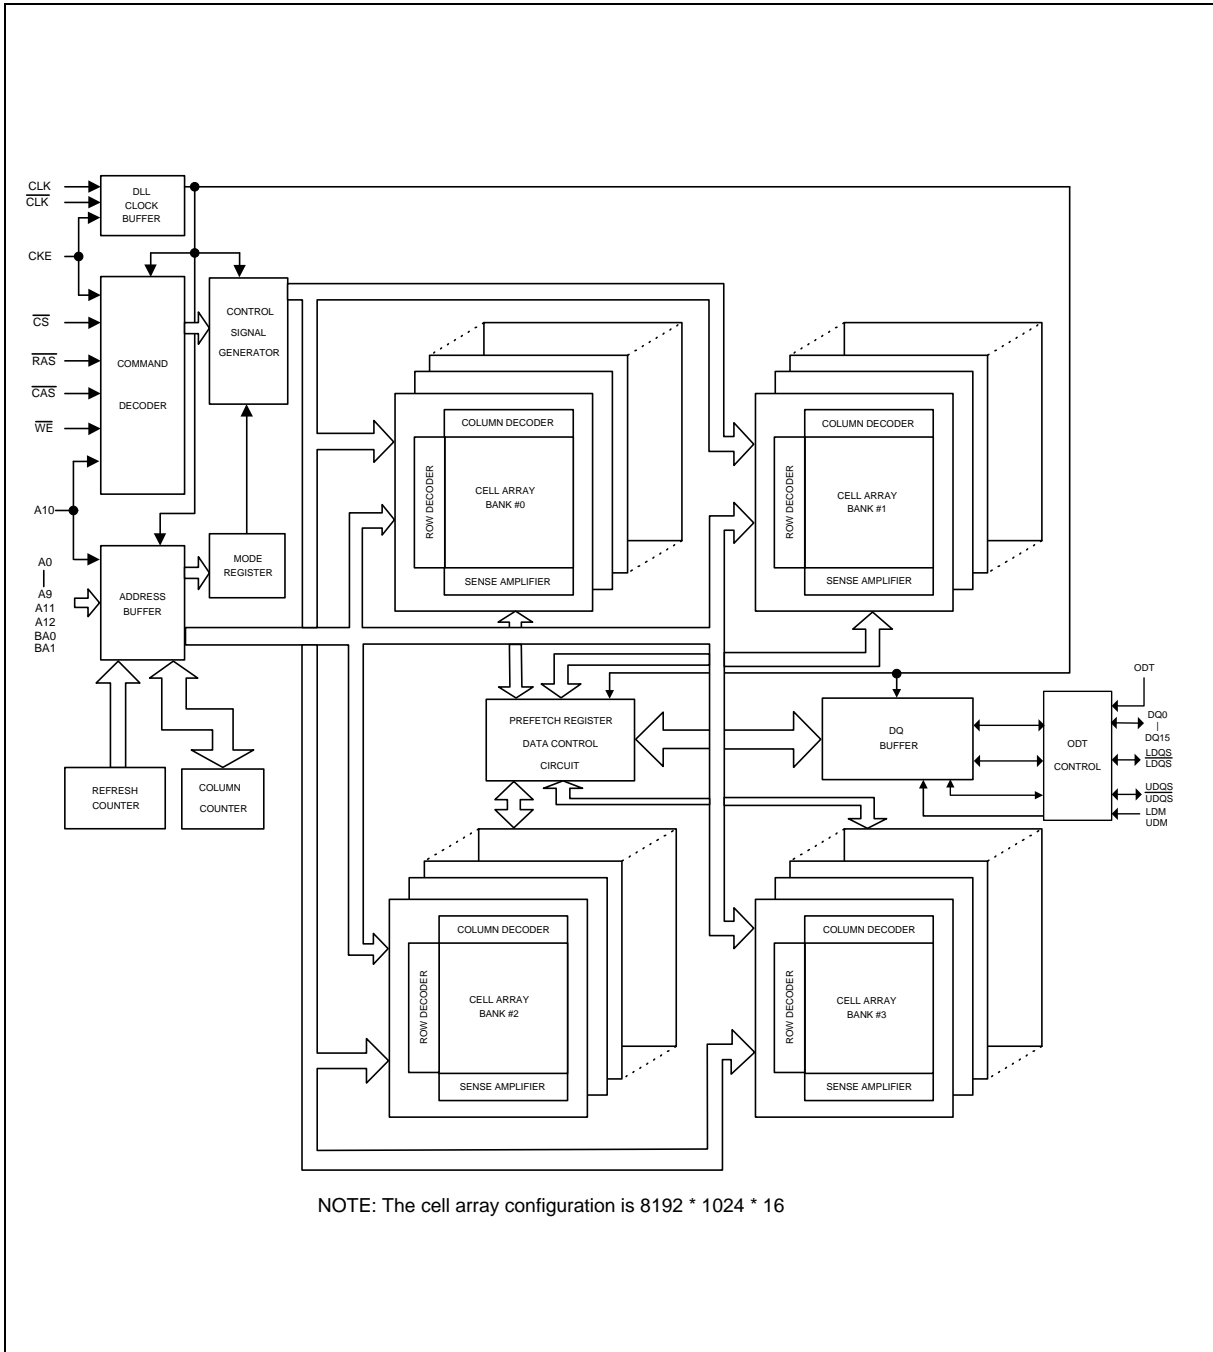 CLK
CLK
CKE
CS
RAS
CAS
WE
A10
A0
A9
A11
A12
BA0
BA1
DLL
CLOCK
BUFFER
COMMAND
DECODER
CONTROL
SIGNAL
GENERATOR
ADDRESS
BUFFER
MODE
REGISTER
REFRESH
COUNTER
COLUMN
COUNTER
COLUMN DECODER
ROW DECODER
CELL ARRAY
BANK #0
SENSE AMPLIFIER
COLUMN DECODER
ROW DECODER
CELL ARRAY
BANK #1
SENSE AMPLIFIER
PREFETCH REGISTER
DATA CONTROL
CIRCUIT
DQ
BUFFER
ODT
CONTROL
ODT
DQ0
|
DQ15
LDQS
LDQS
UDQS
UDQS
LDM
UDM
COLUMN DECODER
ROW DECODER
CELL ARRAY
BANK #2
SENSE AMPLIFIER
COLUMN DECODER
ROW DECODER
CELL ARRAY
BANK #3
SENSE AMPLIFIER
NOTE: The cell array configuration is 8192 * 1024 * 16